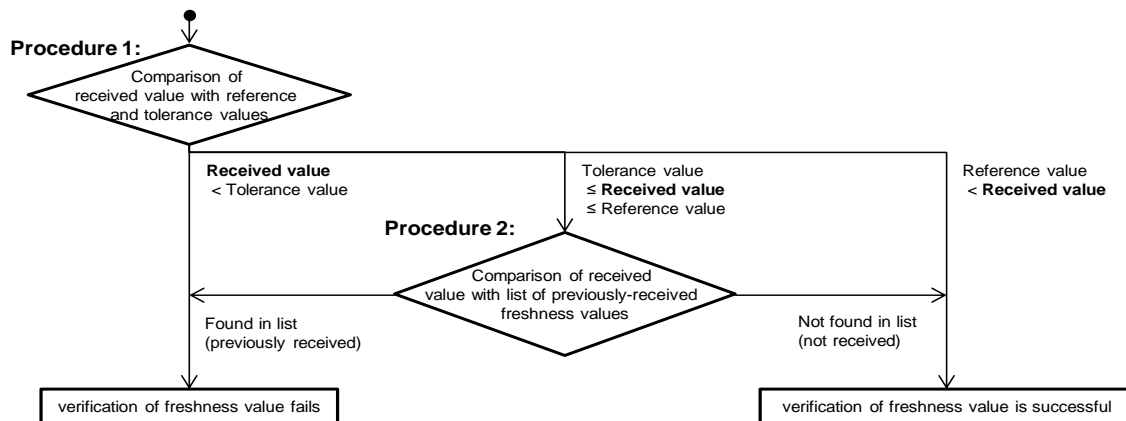 Procedure 1:
Comparison of
received value with reference
and tolerance values
Received value
< Tolerance value
Tolerance value
≤ Received value
≤ Reference value
Reference value
< Received value
Procedure 2:
Comparison of received
value with list of previously-received
freshness values
Found in list
(previously received)
Not found in list
(not received)
verification of freshness value fails
verification of freshness value is successful